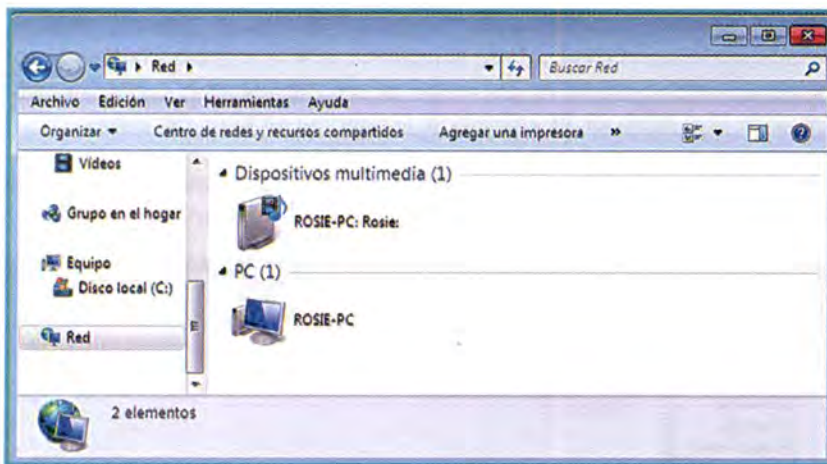 Red
Buscar Red
Archivo Edición Ver Herramientas Ayuda
Organizar Centro de redes y recursos compartidos Agregar una impresora »
Vídeos
Grupo en el hogar
Equipo
Disco local (C:)
Red
Dispositivos multimedia (1)
ROSIE-PC: Rosie:
PC (1)
ROSIE-PC
2 elementos